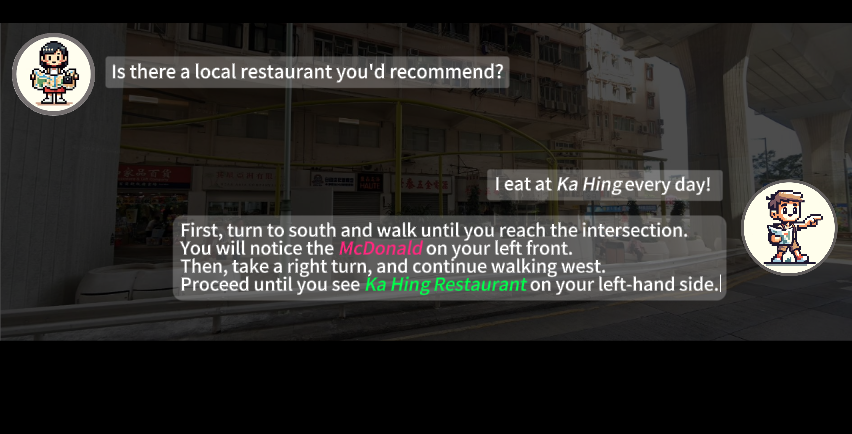 Is there a local restaurant you'd recommend?
I eat at Ka Hing every day!
First, turn to south and walk until you reach the intersection.
You will notice the McDonald on your left front.
Then, take a right turn, and continue walking west.
Proceed until you see Ka Hing Restaurant on your left-hand side.